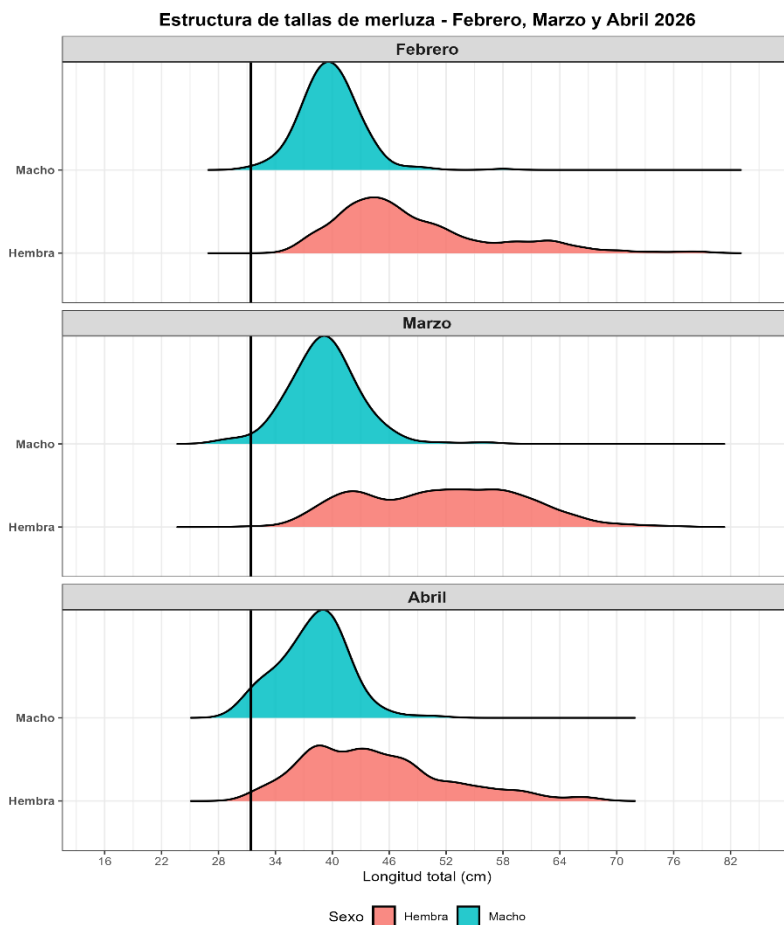 Estructura de tallas de merluza - Febrero, Marzo y Abril 2026
Febrero
Macho
Hembra
Marzo
Macho
Hembra
Abril
Macho
Hembra
16 22 28 34 40 46 52 58 64 70 76 82
Longitud total (cm)
Sexo Hembra Macho